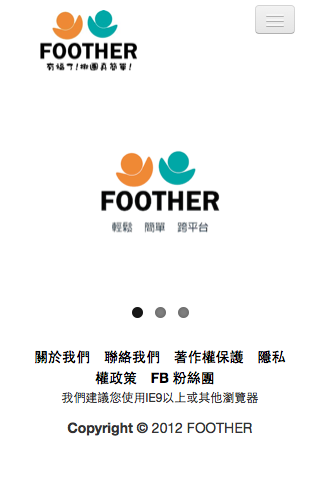 FOOTHER
有揪了!揪團真簡單!
FOOTHER
輕鬆 簡單 跨平台
關於我們 聯絡我們 著作權保護 隱私
權政策 FB 粉絲團
我們建議您使用IE9以上或其他瀏覽器
Copyright © 2012 FOOTHER